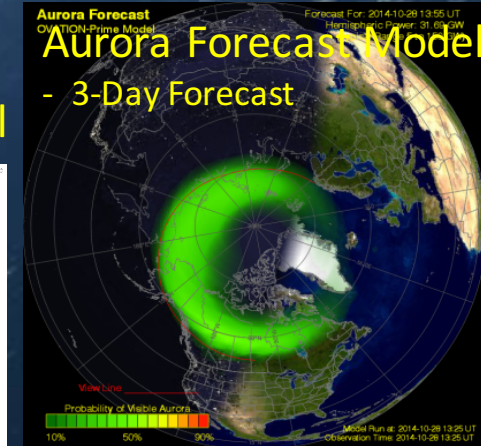 Aurora Forecast
OVATION-Prime Model
Forecast For: 2014-10-28 13:55 UT
Hemispheric Power: 31.69 GW
Aurora Forecast Model
- 3-Day Forecast
View Line
Probability of Visible Aurora
10% 50% 90%
Model Run at: 2014-10-28 13:25 UT
Observation Time: 2014-10-28 13:25 UT